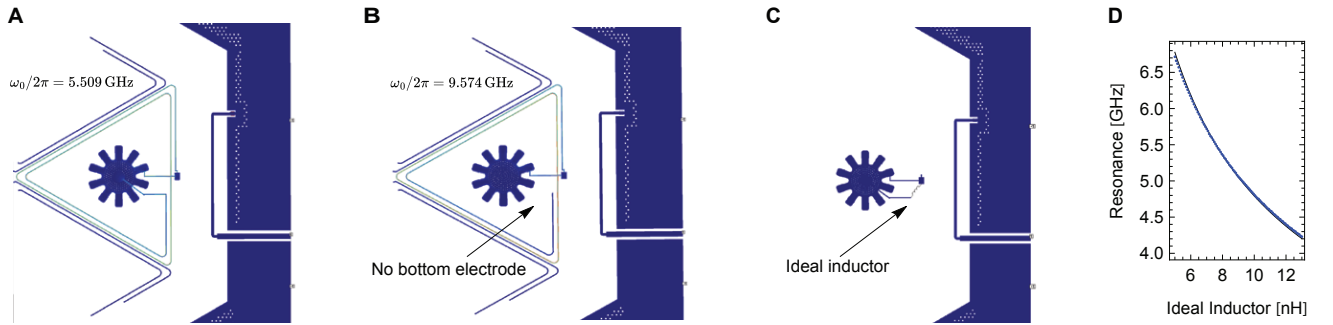 A
B
C
D
ω₀/2π = 5.509 GHz
ω₀/2π = 9.574 GHz
No bottom electrode
Ideal inductor
Resonance [GHz]
6.5
6.0
5.5
5.0
4.5
4.0
6
8
10
12
Ideal Inductor [nH]